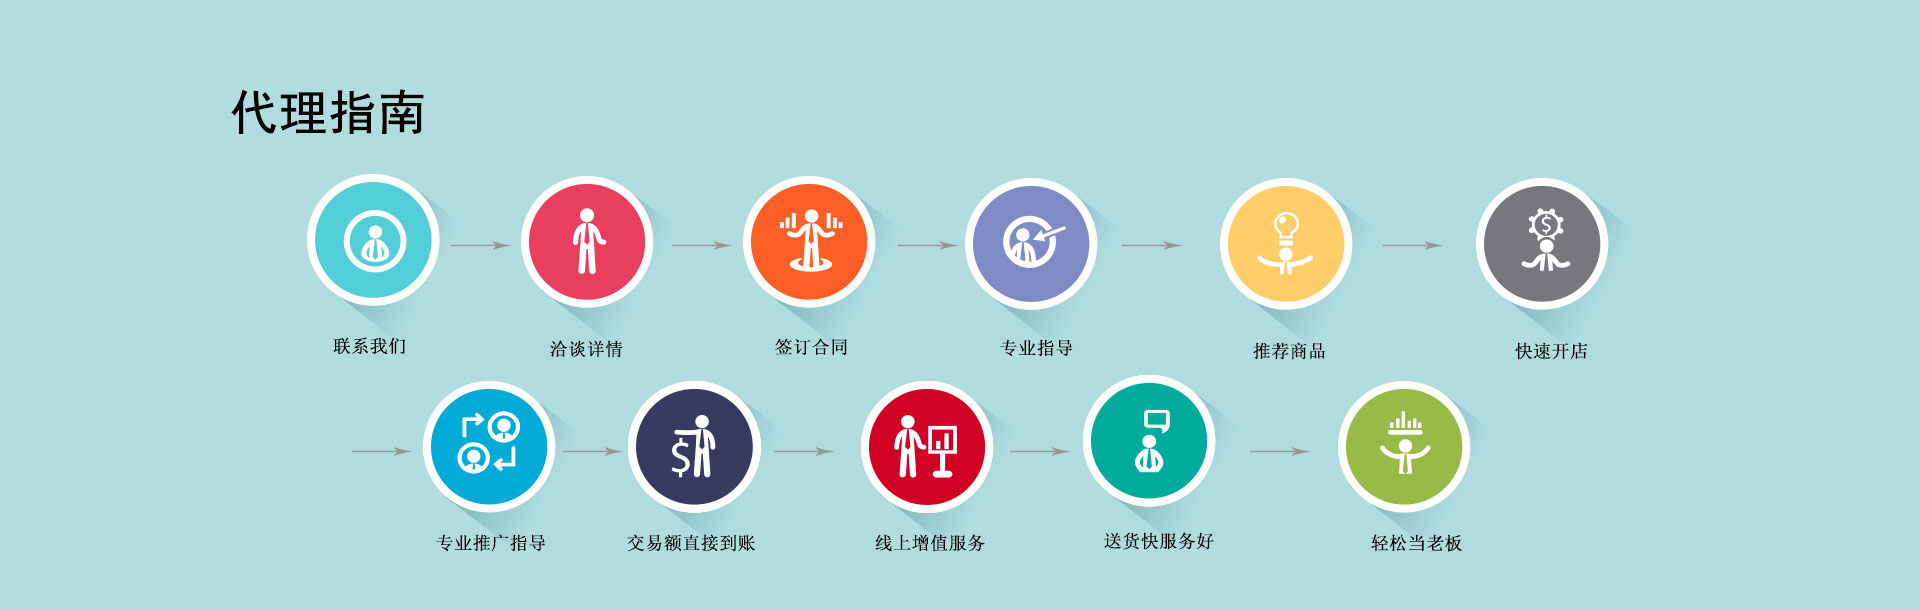 代理指南
联系我们
洽谈详情
签订合同
专业指导
推荐商品
快速开店
专业推广指导
交易额直接到账
线上增值服务
送货快服务好
轻松当老板